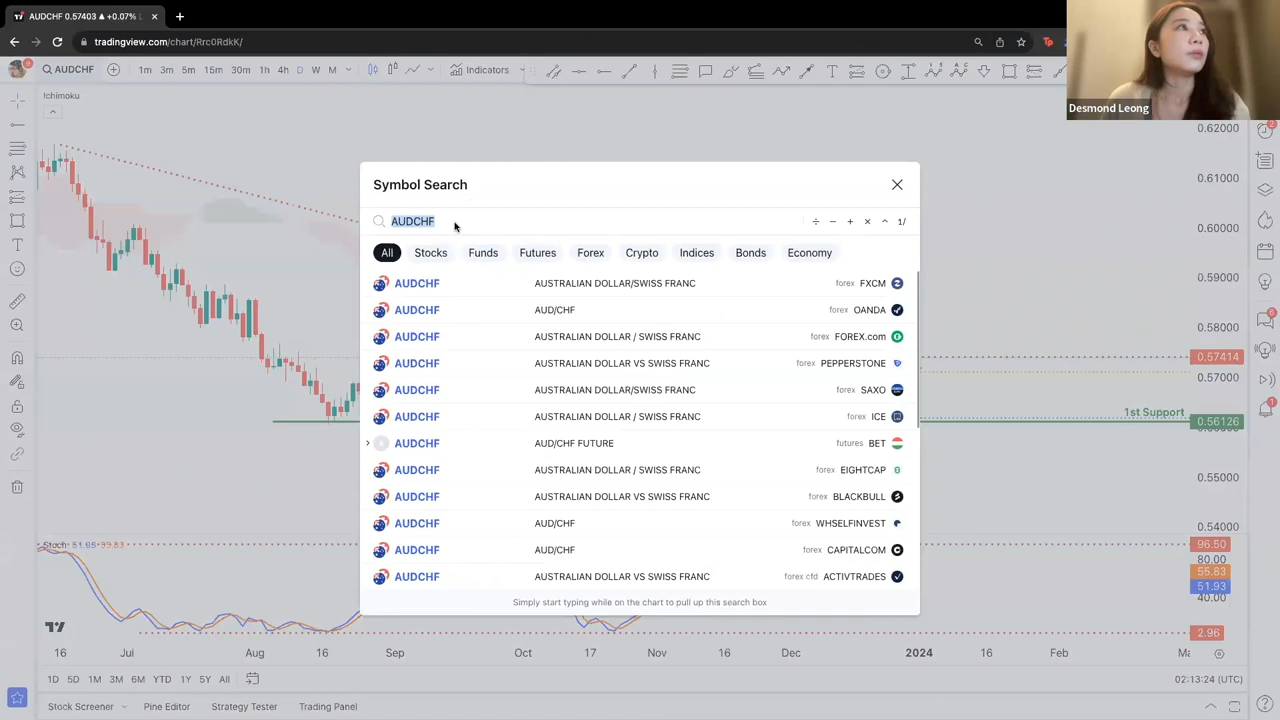 AUDCHF 0.57403 ▲ +0.07%
tradingview.com/chart/Rrc0RdkK/
Desmond Leong
AUDCHF
1m 3m 5m 15m 30m 1h 4h D W M
Indicators
Ichimoku
Symbol Search
AUDCHF
÷ − + × ^ 1/
All Stocks Funds Futures Forex Crypto Indices Bonds Economy
AUDCHF AUSTRALIAN DOLLAR/SWISS FRANC forex FXCM
AUDCHF AUD/CHF forex OANDA
AUDCHF AUSTRALIAN DOLLAR / SWISS FRANC forex FOREX.com
AUDCHF AUSTRALIAN DOLLAR VS SWISS FRANC forex PEPPERSTONE
AUDCHF AUSTRALIAN DOLLAR/SWISS FRANC forex SAXO
AUDCHF AUSTRALIAN DOLLAR / SWISS FRANC forex ICE
AUDCHF AUD/CHF FUTURE futures BET
AUDCHF AUSTRALIAN DOLLAR / SWISS FRANC forex EIGHTCAP
AUDCHF AUSTRALIAN DOLLAR VS SWISS FRANC forex BLACKBULL
AUDCHF AUD/CHF forex WHSELFINVEST
AUDCHF AUD/CHF forex CAPITALCOM
AUDCHF AUSTRALIAN DOLLAR VS SWISS FRANC forex cfd ACTIVTRADES
Simply start typing while on the chart to pull up this search box
0.62000
0.61000
0.60000
0.59000
0.58000
0.57414
0.57000
1st Support
0.56126
0.55000
0.54000
Stoch 51.93 55.83
96.50
80.00
55.83
51.93
40.00
2.96
16 Jul Aug 16 Sep Oct 17 Nov 16 Dec 2024 16 Feb Ma
1D 5D 1M 3M 6M YTD 1Y 5Y All
02:13:24 (UTC)
Stock Screener Pine Editor Strategy Tester Trading Panel